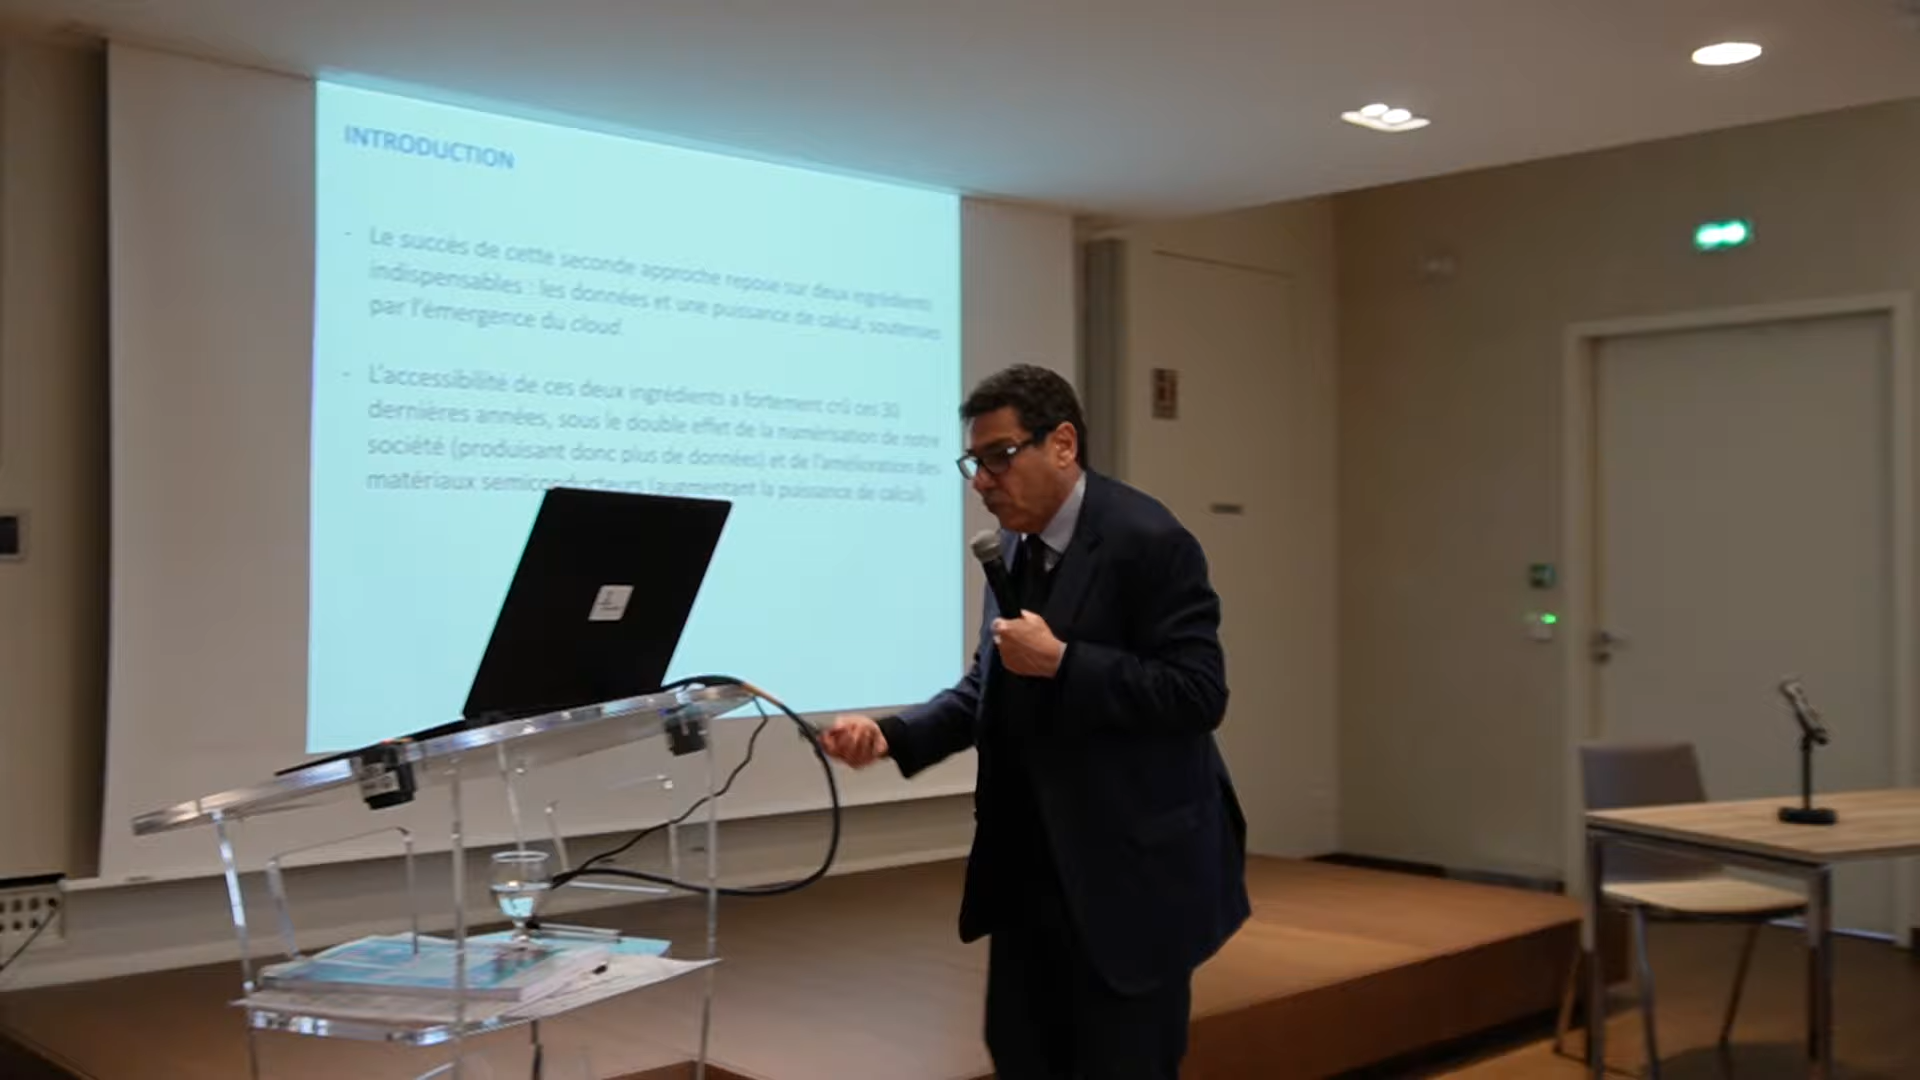 INTRODUCTION
- Le succès de cette seconde approche repose sur deux ingrédients
indispensables : les données et une puissance de calcul, soutenues
par l'émergence du cloud.
- L'accessibilité de ces deux ingrédients a fortement crû ces 30
dernières années, sous le double effet de la numérisation de notre
société (produisant donc plus de données) et de l'amélioration des
matériaux semiconducteurs (augmentant la puissance de calcul).